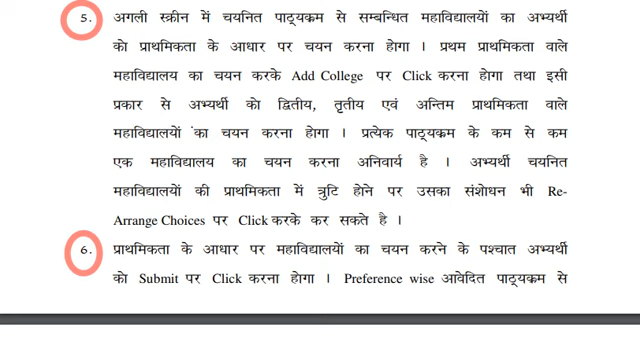 5. अगली स्क्रीन में चयनित पाठ्यक्रम से सम्बन्धित महाविद्यालयों का अभ्यर्थी
को प्राथमिकता के आधार पर चयन करना होगा । प्रथम प्राथमिकता वाले
महाविद्यालय का चयन करके Add College पर Click करना होगा तथा इसी
प्रकार से अभ्यर्थी को द्वितीय, तृतीय एवं अन्तिम प्राथमिकता वाले
महाविद्यालयों का चयन करना होगा । प्रत्येक पाठ्यक्रम के कम से कम
एक महाविद्यालय का चयन करना अनिवार्य है । अभ्यर्थी चयनित
महाविद्यालयों की प्राथमिकता में त्रुटि होने पर उसका संशोधन भी Re-
Arrange Choices पर Click करके कर सकते है ।
6. प्राथमिकता के आधार पर महाविद्यालयों का चयन करने के पश्चात अभ्यर्थी
को Submit पर Click करना होगा । Preference wise आवेदित पाठ्यक्रम से